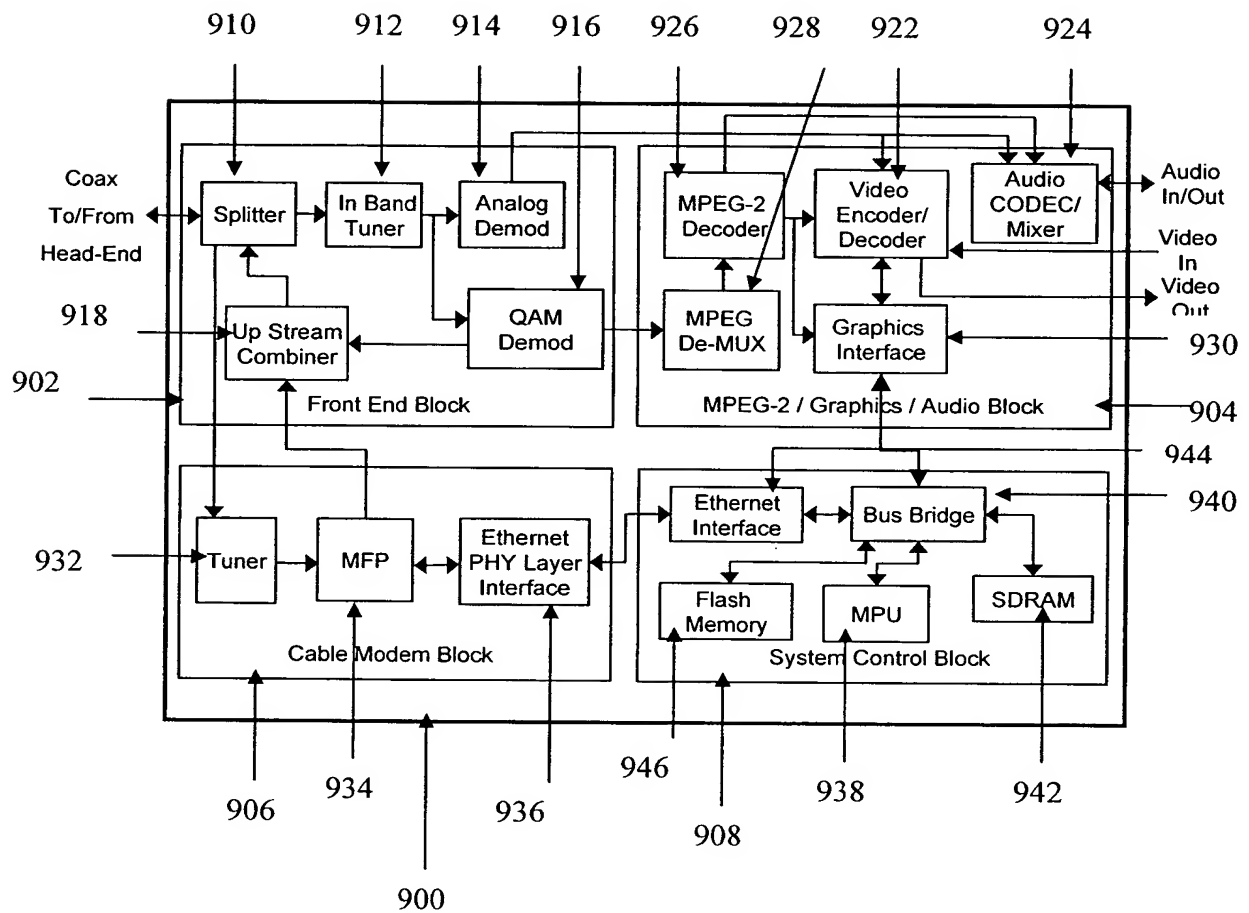 910
912
914
916
926
928
922
924
Coax
To/From
Head-End
Splitter
In Band
Tuner
Analog
Demod
MPEG-2
Decoder
Video
Encoder/
Decoder
Audio
CODEC/
Mixer
Audio
In/Out
Video
In
Video
Out
918
Up Stream
Combiner
QAM
Demod
MPEG
De-MUX
Graphics
Interface
930
902
Front End Block
MPEG-2 / Graphics / Audio Block
904
944
932
Tuner
MFP
Ethernet
PHY Layer
Interface
Ethernet
Interface
Bus Bridge
940
Flash
Memory
MPU
SDRAM
Cable Modem Block
System Control Block
906
934
936
946
908
938
942
900